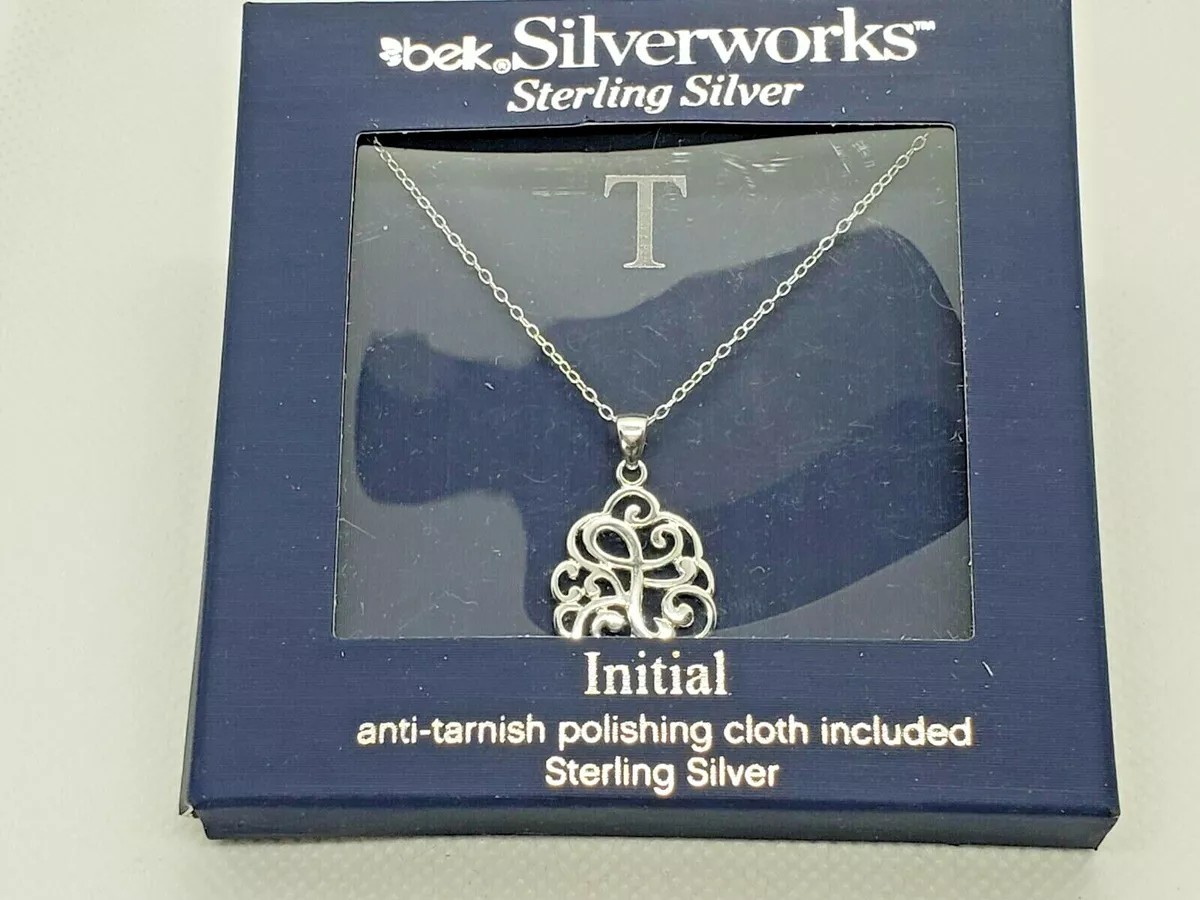 belk® Silverworks™
Sterling Silver
T
Initial
anti-tarnish polishing cloth included
Sterling Silver